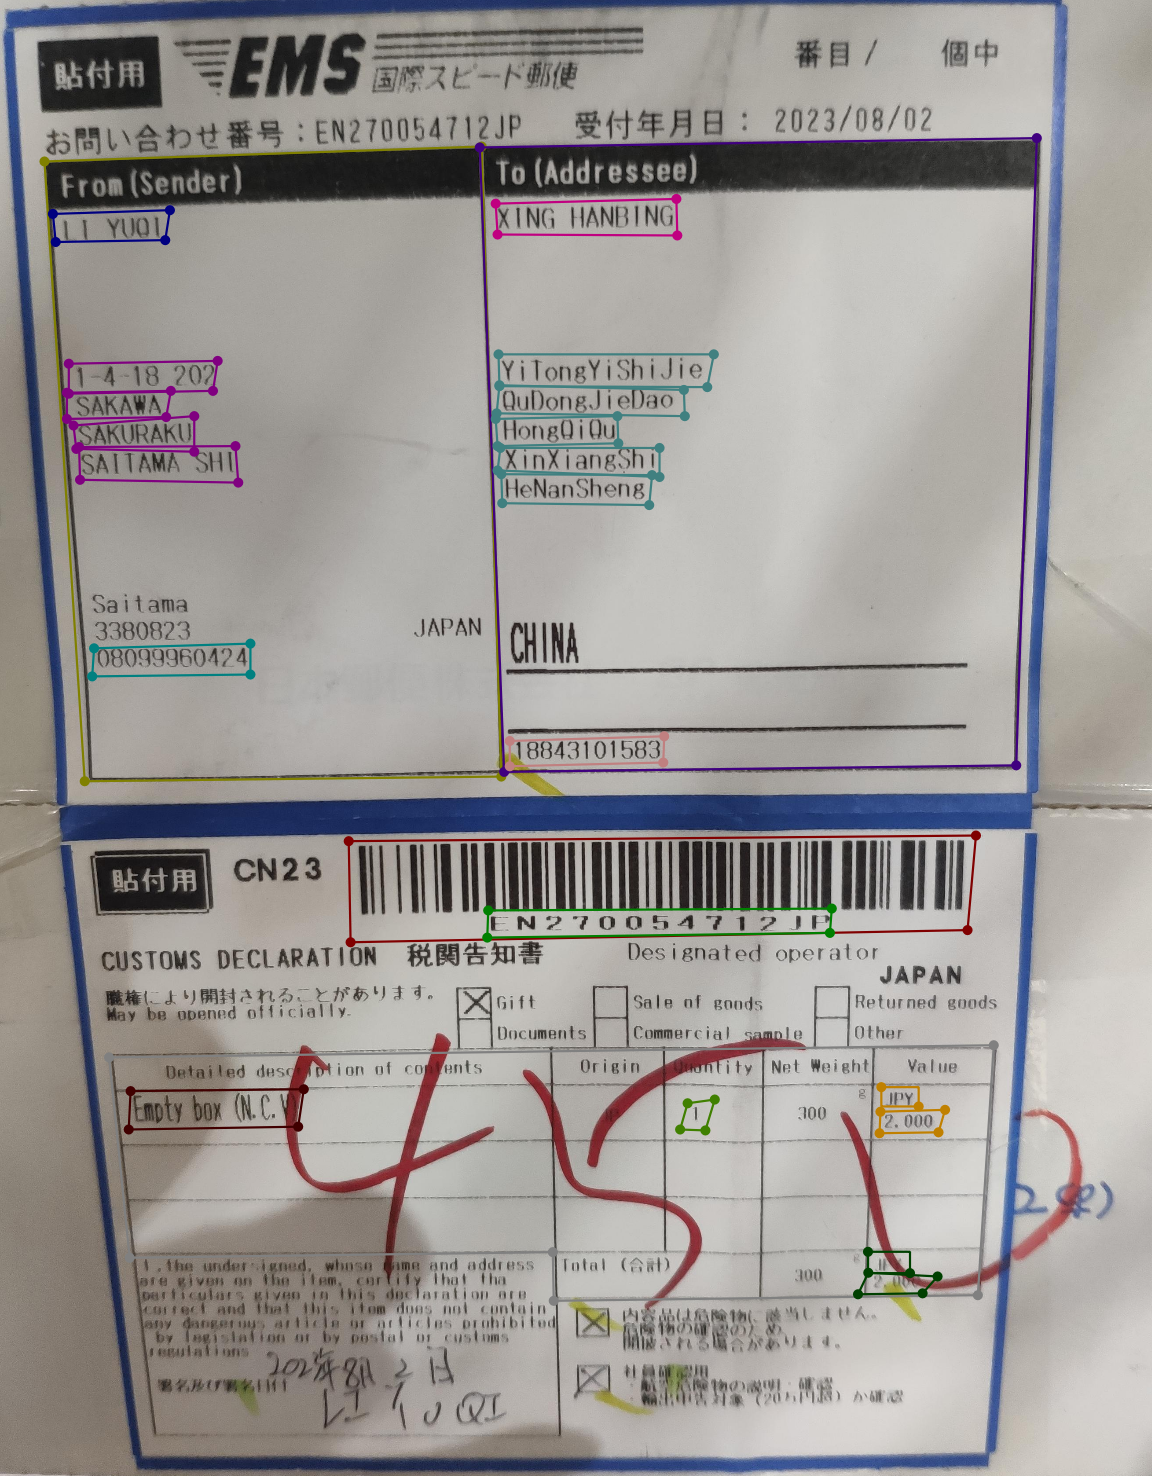 貼付用 EMS 国際スピード郵便 番目/ 個中
お問い合わせ番号:EN270054712JP 受付年月日: 2023/08/02
From(Sender)
LI YUQI
1-4-18 202
SAKAWA
SAKURAKU
SAITAMA SHI
Saitama
3380823 JAPAN
08099960424
To(Addressee)
XING HANBING
YiTongYiShiJie
QuDongJieDao
HongQiQu
XinXiangShi
HeNanSheng
CHINA
18843101583
貼付用 CN23
EN270054712JP
CUSTOMS DECLARATION 税関告知書 Designated operator
JAPAN
職権により開封されることがあります。
May be opened officially.
Gift Sale of goods Returned goods
Documents Commercial sample Other
Detailed description of contents Origin Quantity Net Weight Value
Empty box (N.C.V) JP 1 300 g JPY
2,000
Total (合計) 300 g
2,000
I,the undersigned, whose name and address
are given on the item, certify that the
particulars given in this declaration are
correct and that this item does not contain
any dangerous article or articles prohibited
by legislation or by postal or customs
regulations
署名及び署名日付 8月2日
LI YU QI
内容品は危険物に該当しません。
危険物の確認のため、
開披される場合があります。
社員確認用
・航空危険物の説明・確認
・輸出申告対象(20万円超)か確認
45